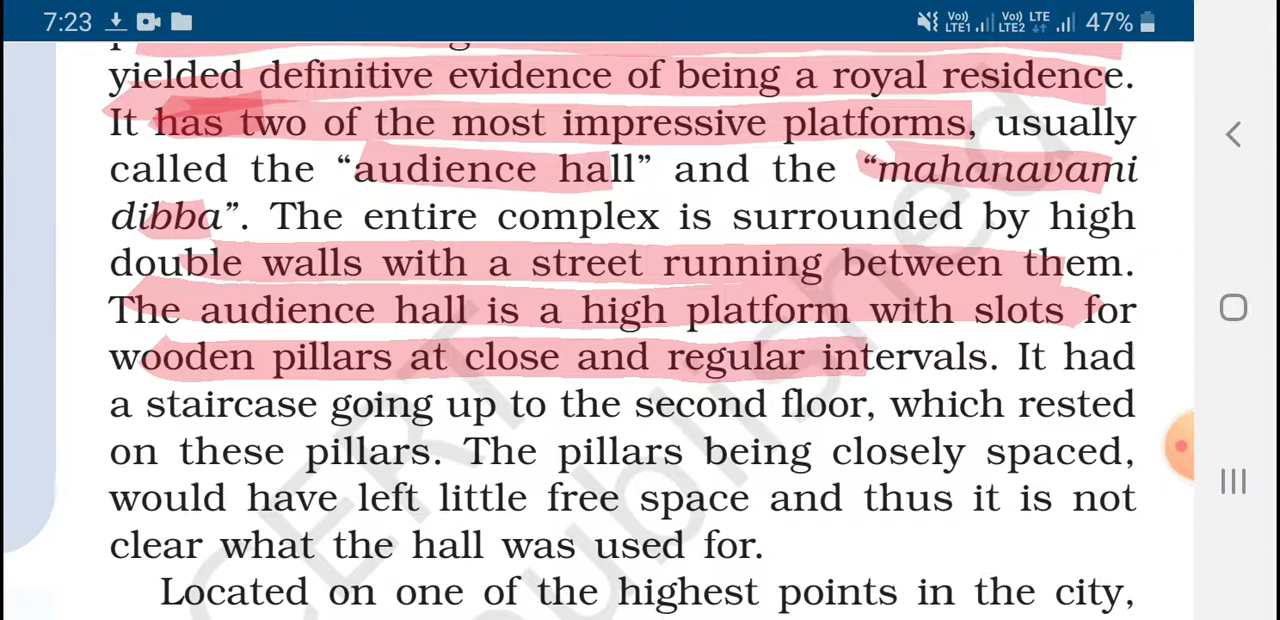 7:23 Vo)) LTE1 Vo)) LTE2 LTE 47%
yielded definitive evidence of being a royal residence.
It has two of the most impressive platforms, usually
called the “audience hall” and the “mahanavami
dibba”. The entire complex is surrounded by high
double walls with a street running between them.
The audience hall is a high platform with slots for
wooden pillars at close and regular intervals. It had
a staircase going up to the second floor, which rested
on these pillars. The pillars being closely spaced,
would have left little free space and thus it is not
clear what the hall was used for.
Located on one of the highest points in the city,